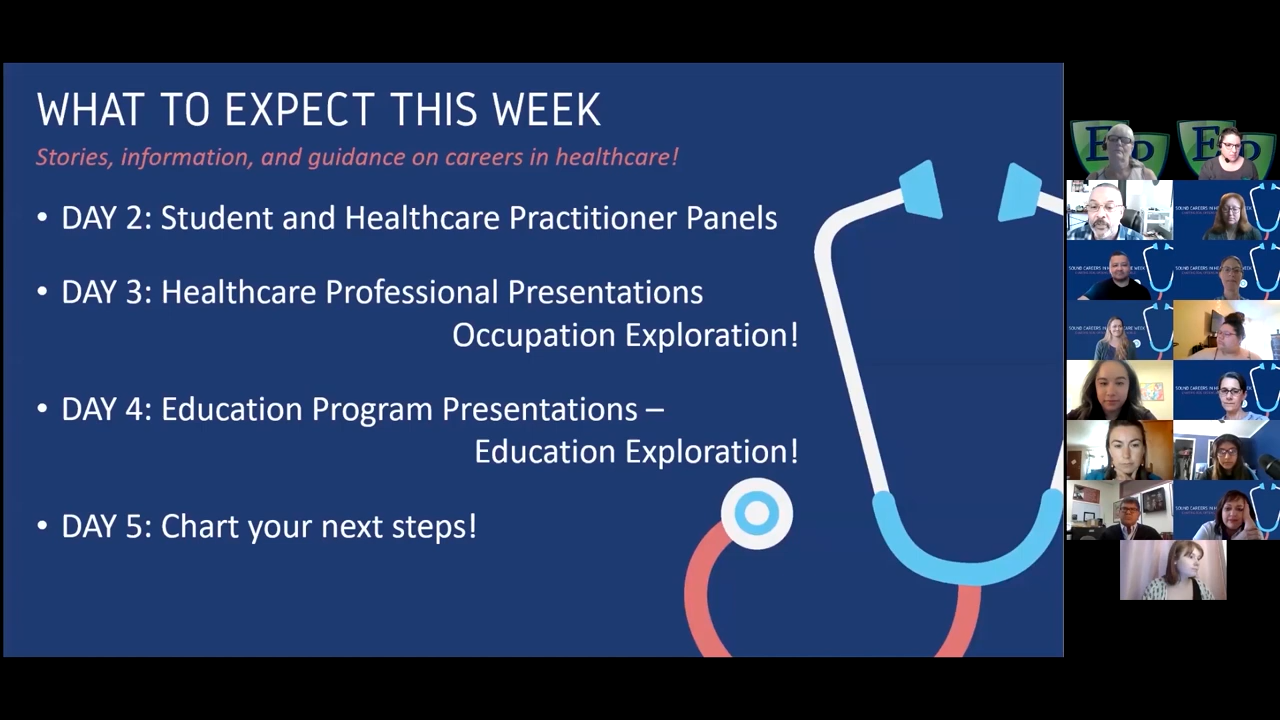 WHAT TO EXPECT THIS WEEK
Stories, information, and guidance on careers in healthcare!
• DAY 2: Student and Healthcare Practitioner Panels
• DAY 3: Healthcare Professional Presentations
Occupation Exploration!
• DAY 4: Education Program Presentations –
Education Exploration!
• DAY 5: Chart your next steps!